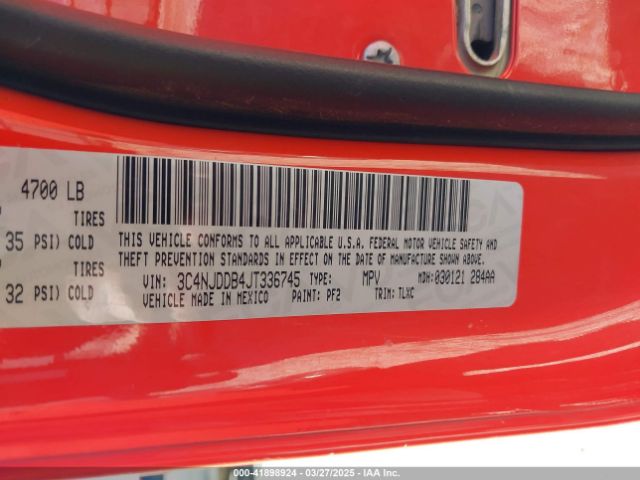 4700 LB
TIRES
35 PSI) COLD
TIRES
32 PSI) COLD
THIS VEHICLE CONFORMS TO ALL APPLICABLE U.S.A. FEDERAL MOTOR VEHICLE SAFETY AND
THEFT PREVENTION STANDARDS IN EFFECT ON THE DATE OF MANUFACTURE SHOWN ABOVE.
VIN: 3C4NJDDB4JT336745 TYPE: MPV MDH: 030121 284AA
VEHICLE MADE IN MEXICO PAINT: PF2 TRIM: TLXC
000-41898924 | 03/27/2025 | IAA Inc.